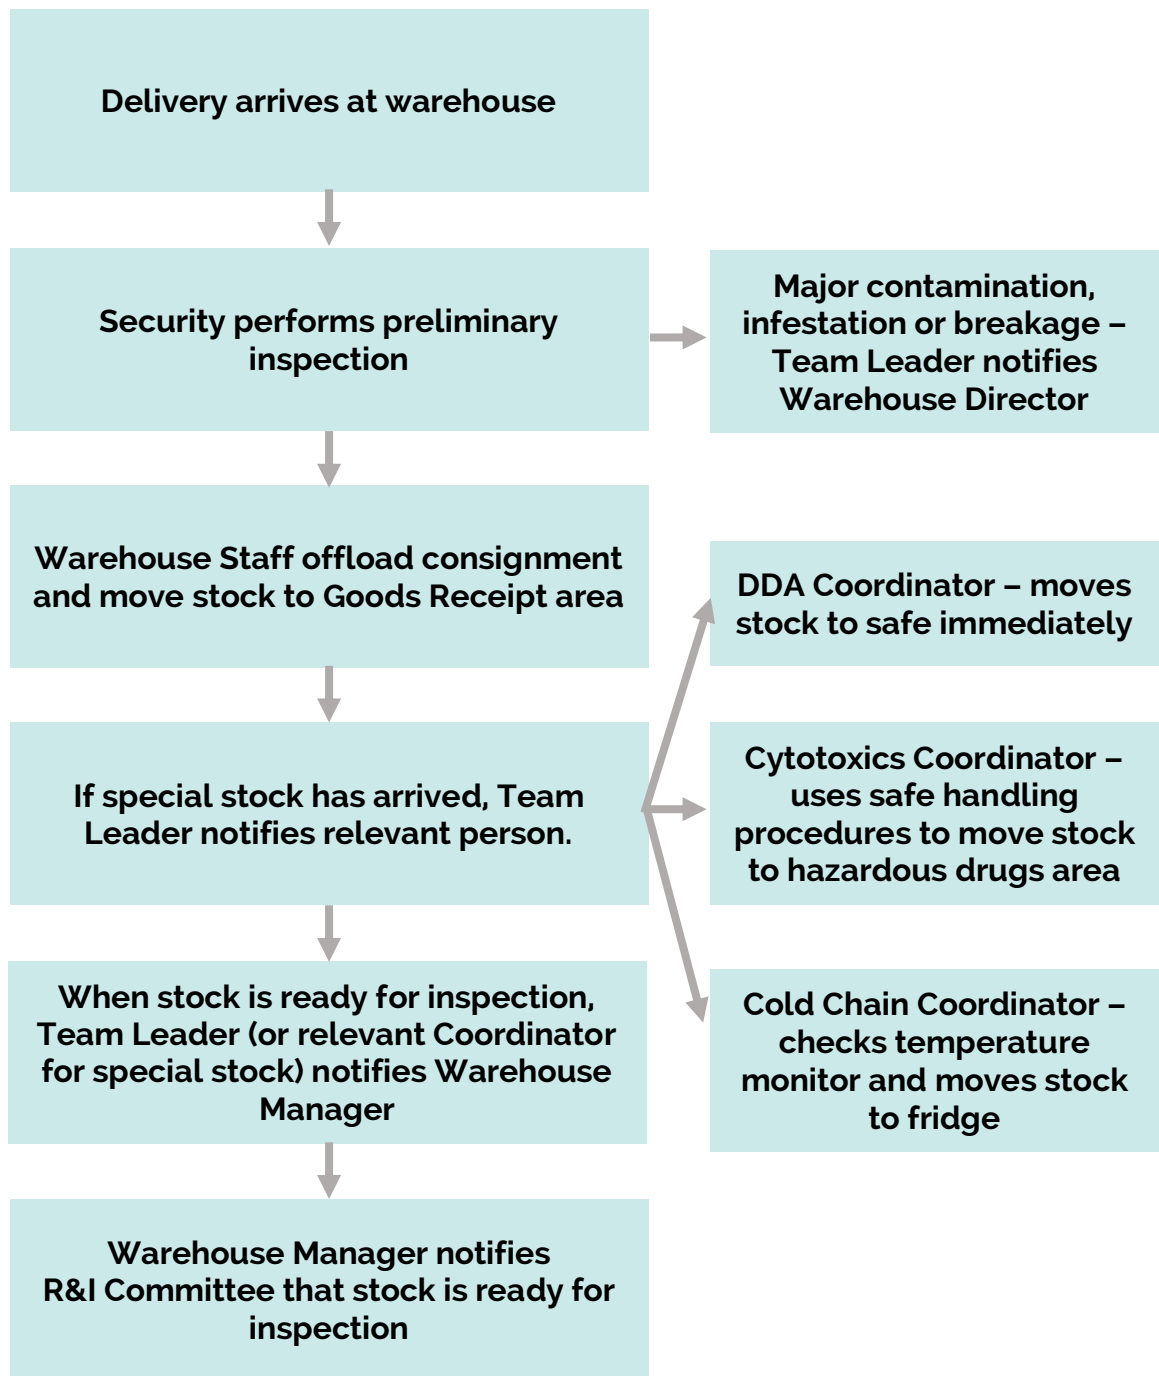 Delivery arrives at warehouse
Security performs preliminary
inspection
Major contamination,
infestation or breakage –
Team Leader notifies
Warehouse Director
Warehouse Staff offload consignment
and move stock to Goods Receipt area
DDA Coordinator – moves
stock to safe immediately
If special stock has arrived, Team
Leader notifies relevant person.
Cytotoxics Coordinator –
uses safe handling
procedures to move stock
to hazardous drugs area
When stock is ready for inspection,
Team Leader (or relevant Coordinator
for special stock) notifies Warehouse
Manager
Cold Chain Coordinator –
checks temperature
monitor and moves stock
to fridge
Warehouse Manager notifies
R&I Committee that stock is ready for
inspection